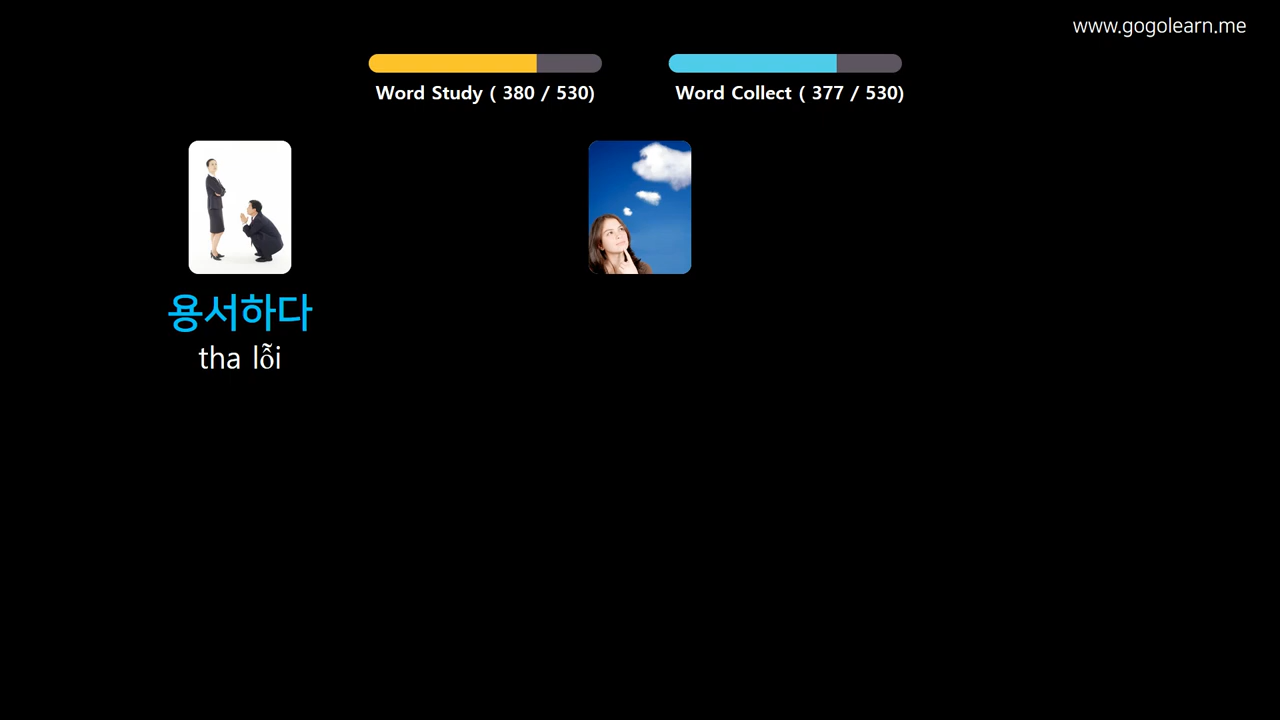 www.gogolearn.me
Word Study ( 380 / 530)
Word Collect ( 377 / 530)
용서하다
tha lỗi